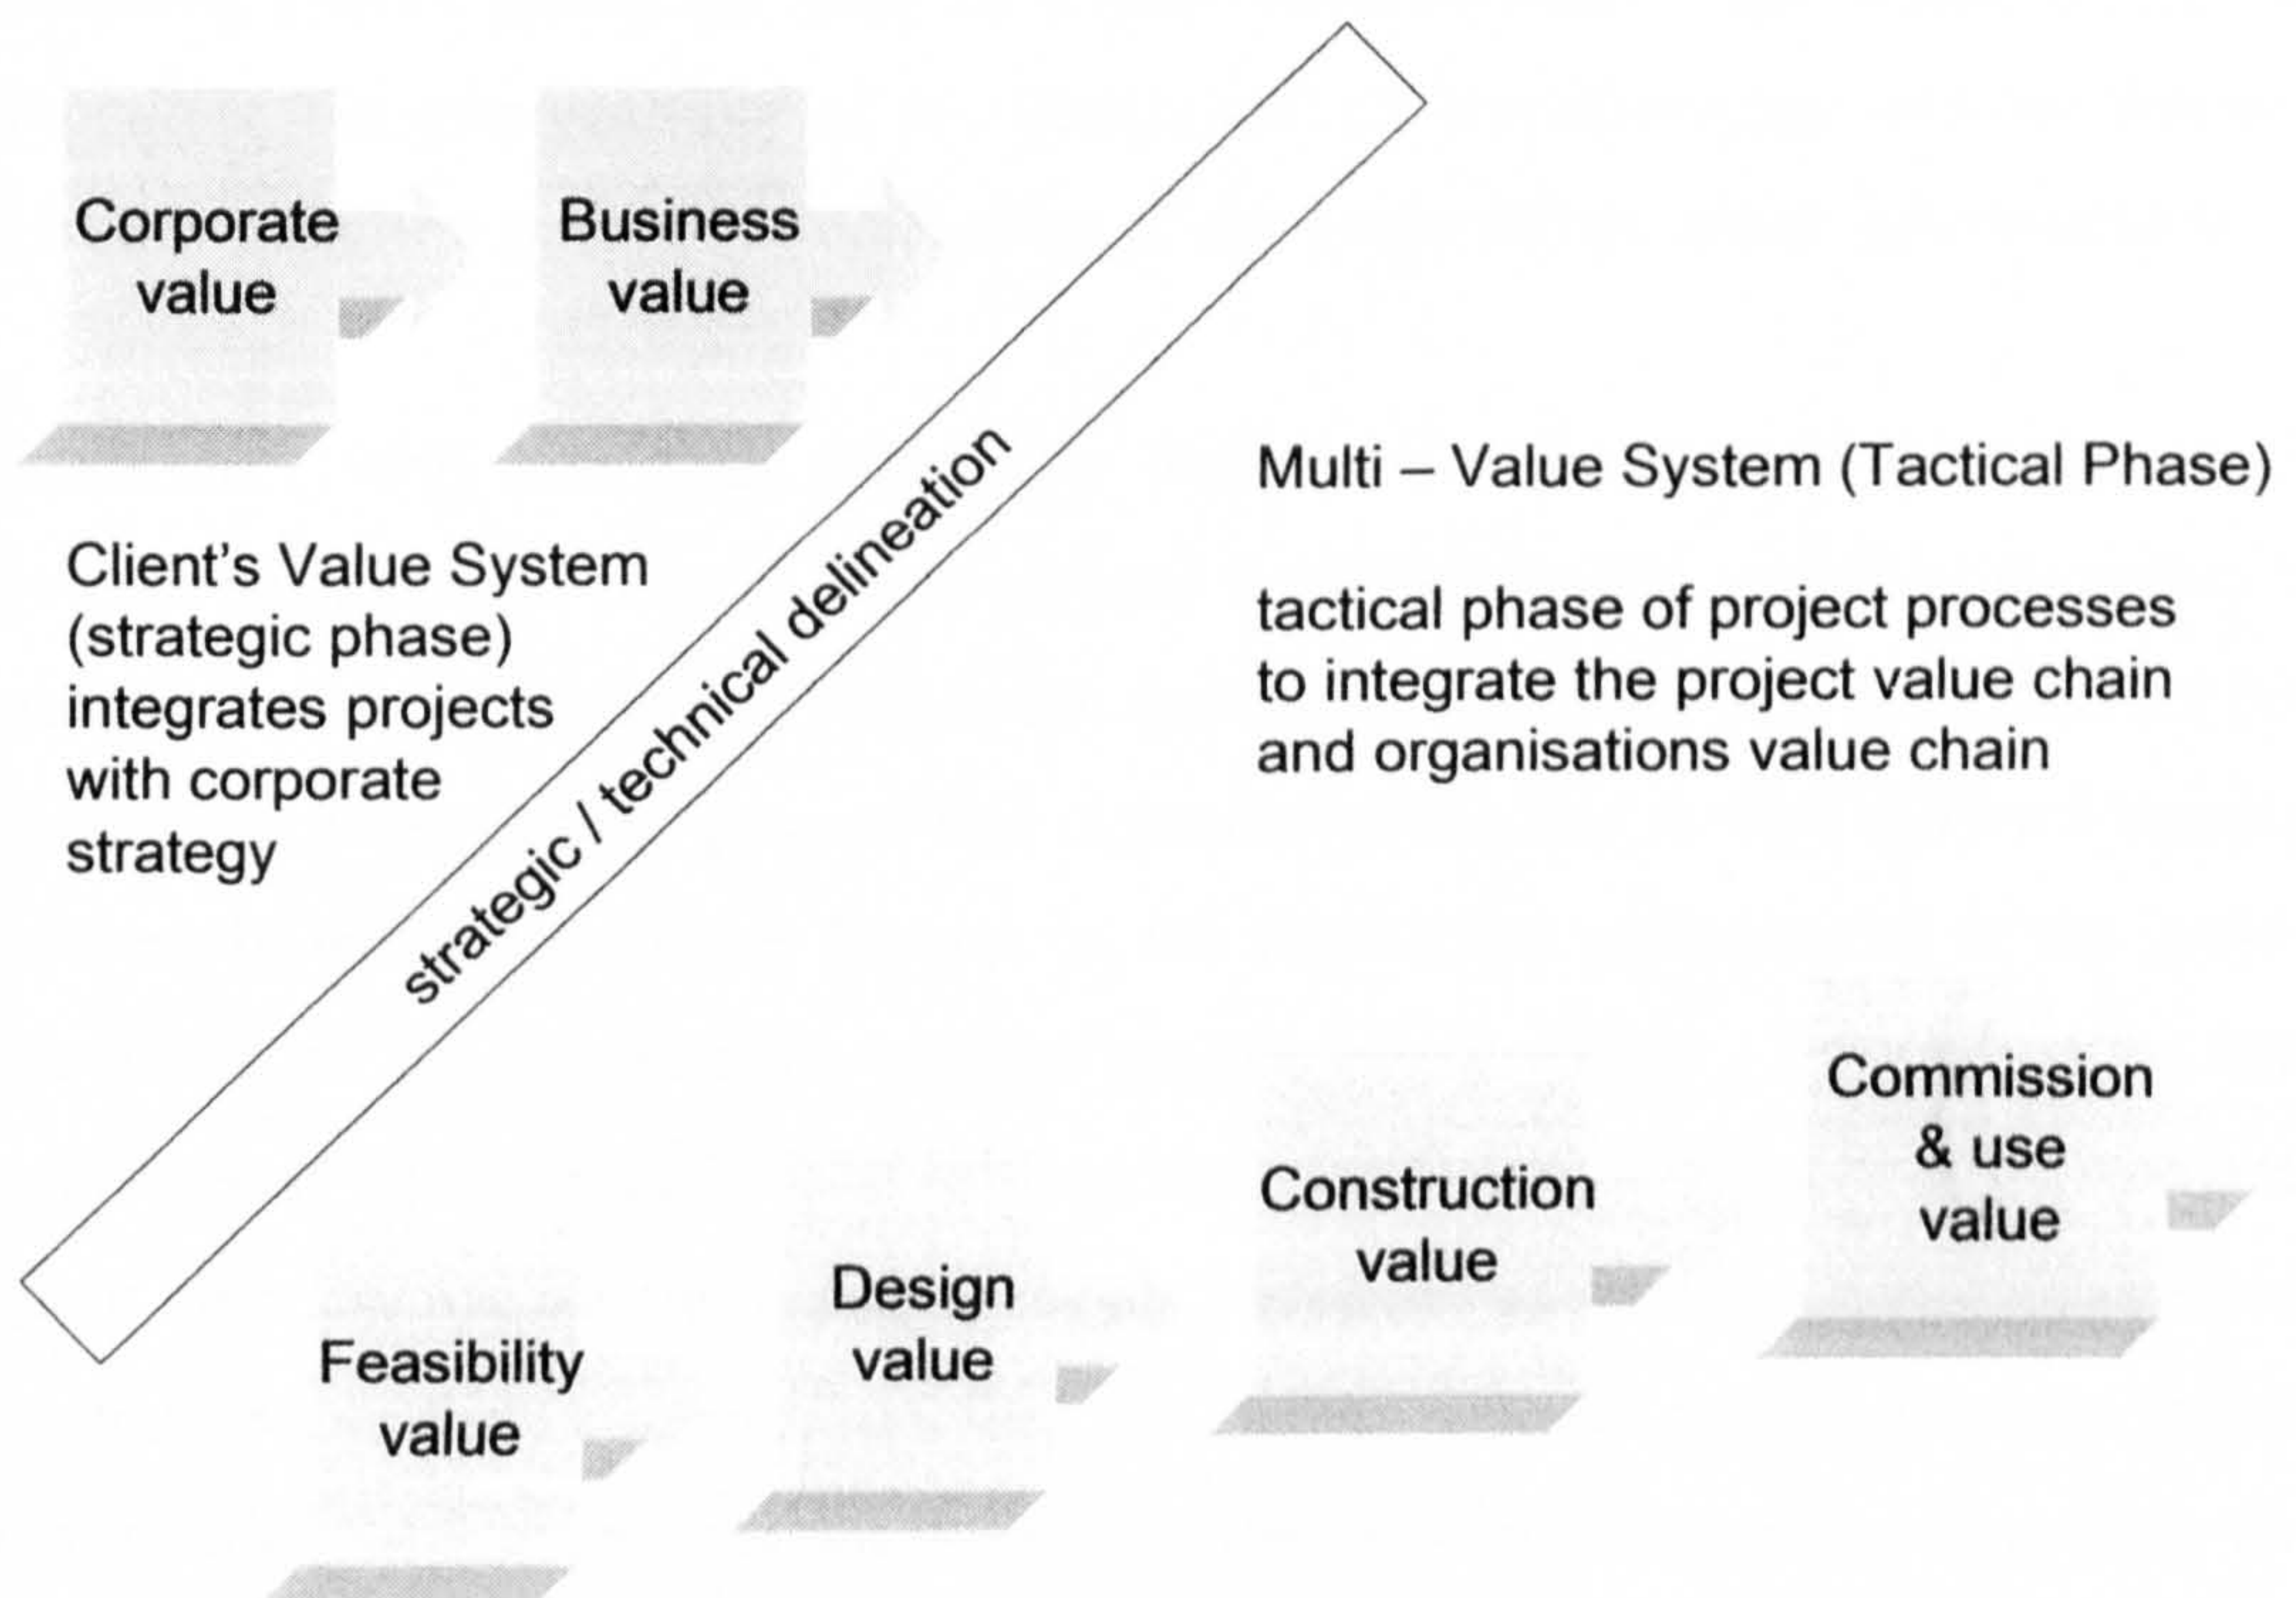 Corporate
value
Business
value
Client's Value System
(strategic phase)
integrates projects
with corporate
strategy
strategic / technical delineation
Multi – Value System (Tactical Phase)
tactical phase of project processes
to integrate the project value chain
and organisations value chain
Feasibility
value
Design
value
Construction
value
Commission
& use
value